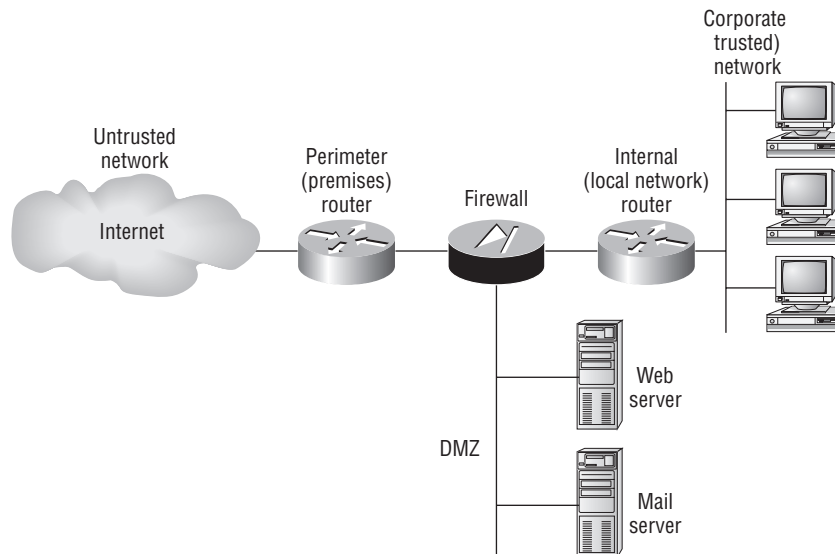 Corporate
trusted)
network
Untrusted
network
Perimeter
(premises)
router
Firewall
Internal
(local network)
router
Internet
Web
server
DMZ
Mail
server